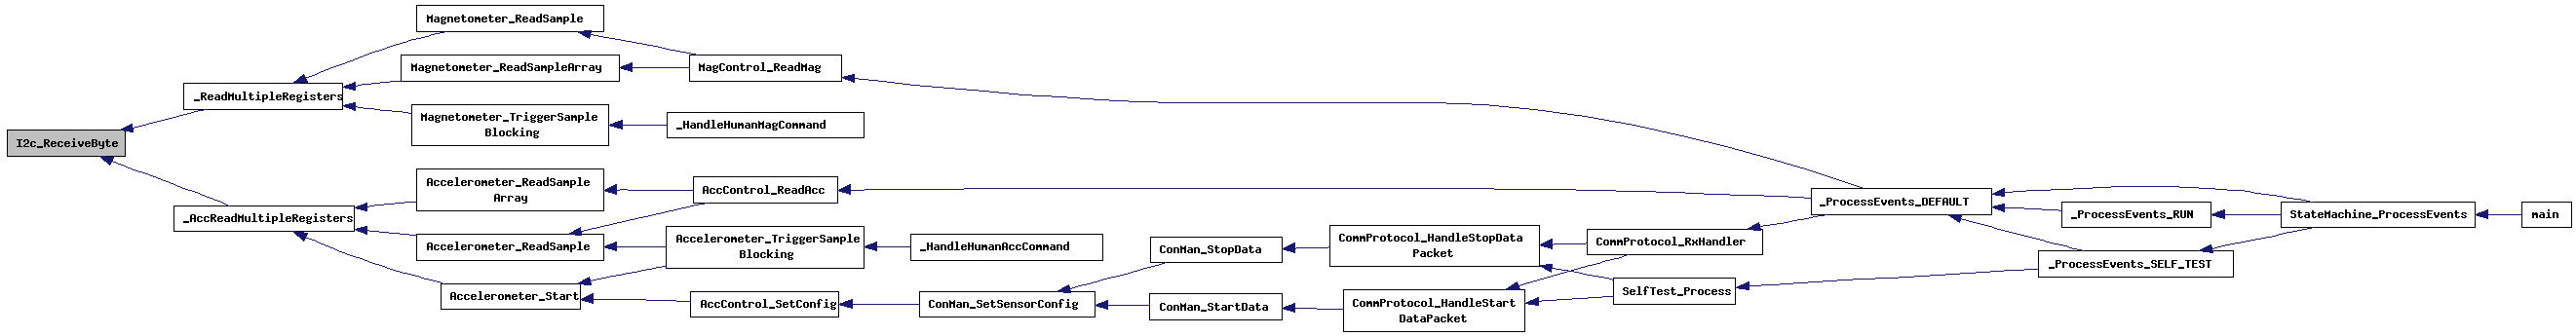 Magnetometer_ReadSample
Magnetometer_ReadSampleArray
MagControl_ReadMag
_ReadMultipleRegisters
Magnetometer_TriggerSample
Blocking
_HandleHumanMagCommand
I2c_ReceiveByte
Accelerometer_ReadSample
Array
AccControl_ReadAcc
_AccReadMultipleRegisters
Accelerometer_ReadSample
Accelerometer_TriggerSample
Blocking
_HandleHumanAccCommand
Accelerometer_Start
AccControl_SetConfig
ConMan_SetSensorConfig
ConMan_StopData
ConMan_StartData
CommProtocol_HandleStopData
Packet
CommProtocol_HandleStart
DataPacket
CommProtocol_RxHandler
SelfTest_Process
_ProcessEvents_DEFAULT
_ProcessEvents_RUN
_ProcessEvents_SELF_TEST
StateMachine_ProcessEvents
main